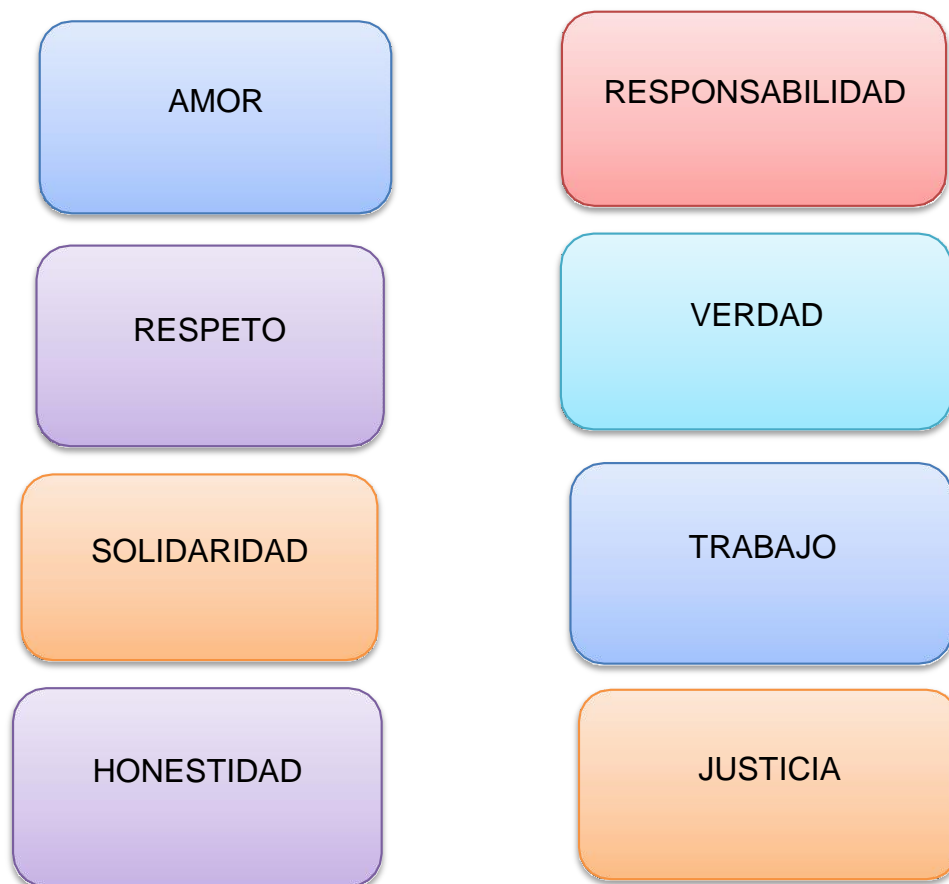 AMOR
RESPONSABILIDAD
RESPETO
VERDAD
SOLIDARIDAD
TRABAJO
HONESTIDAD
JUSTICIA